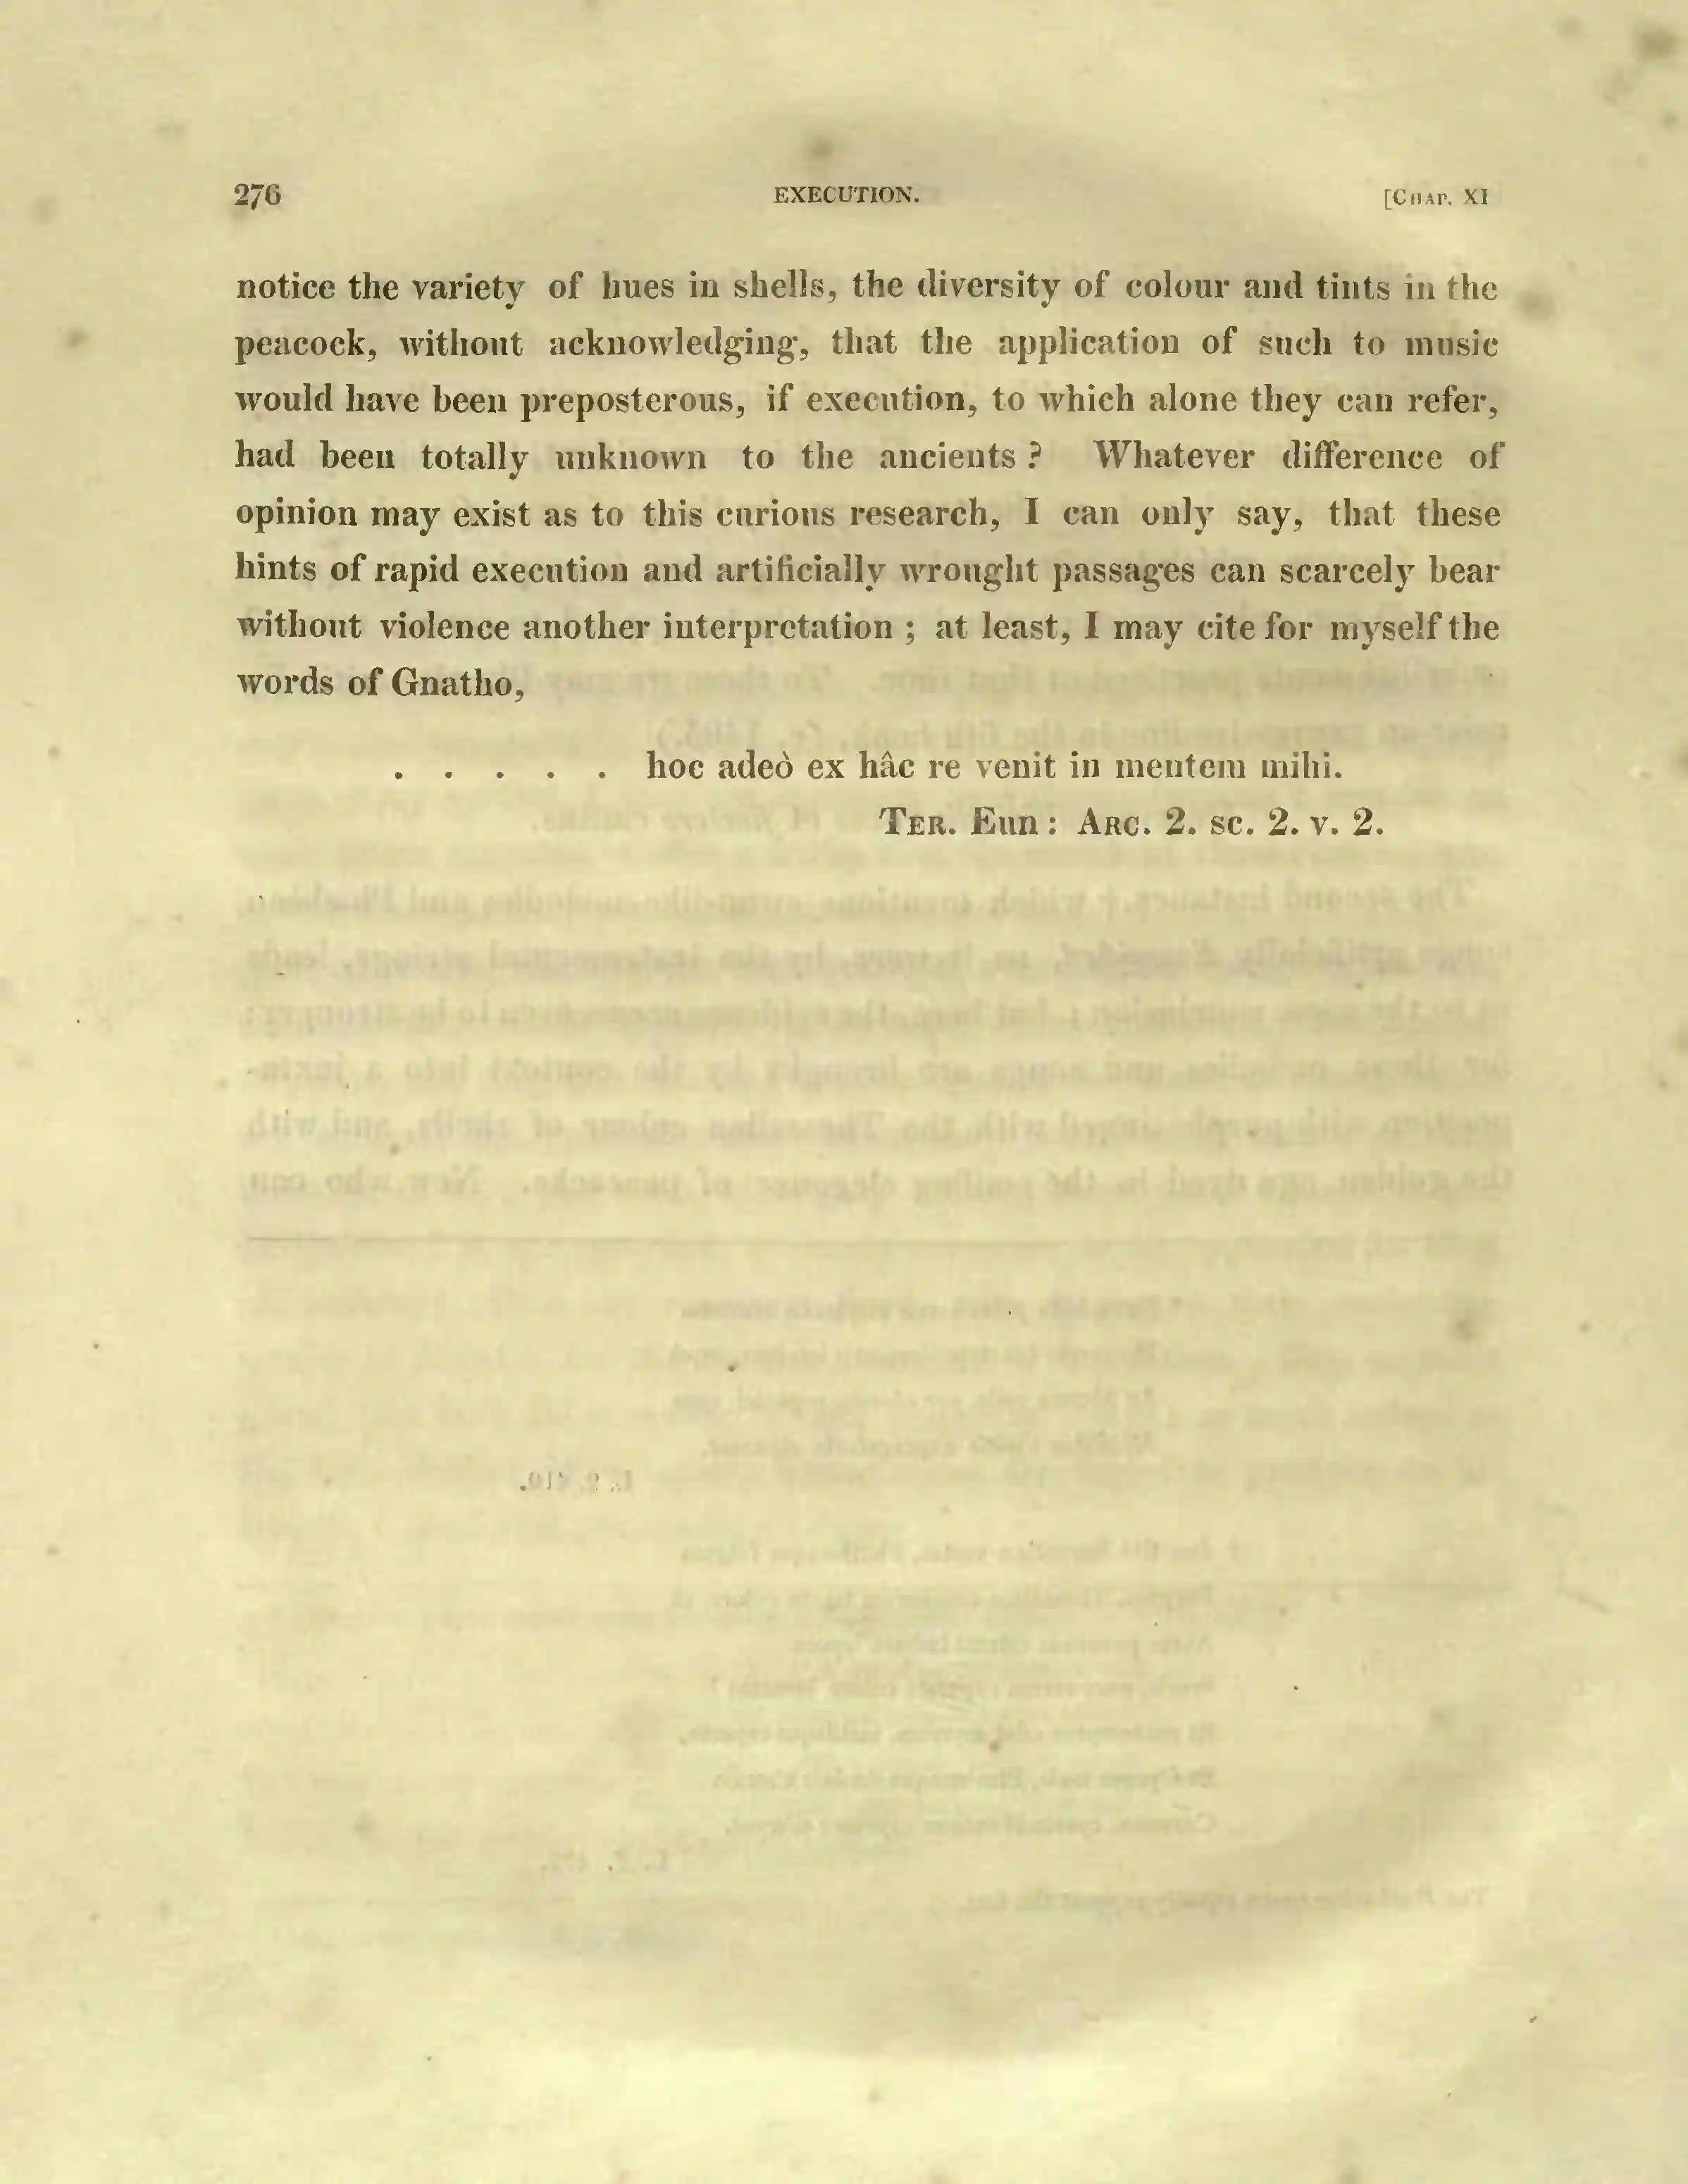 276 EXECUTION. [CHAP. XI
notice the variety of hues in shells, the diversity of colour and tints in the
peacock, without acknowledging, that the application of such to music
would have been preposterous, if execution, to which alone they can refer,
had been totally unknown to the ancients ? Whatever difference of
opinion may exist as to this curious research, I can only say, that these
hints of rapid execution and artificially wrought passages can scarcely bear
without violence another interpretation ; at least, I may cite for myself the
words of Gnatho,
. . . . . hoc adeò ex hâc re venit in mentem mihi.
TER. Eun : ARC. 2. sc. 2. v. 2.